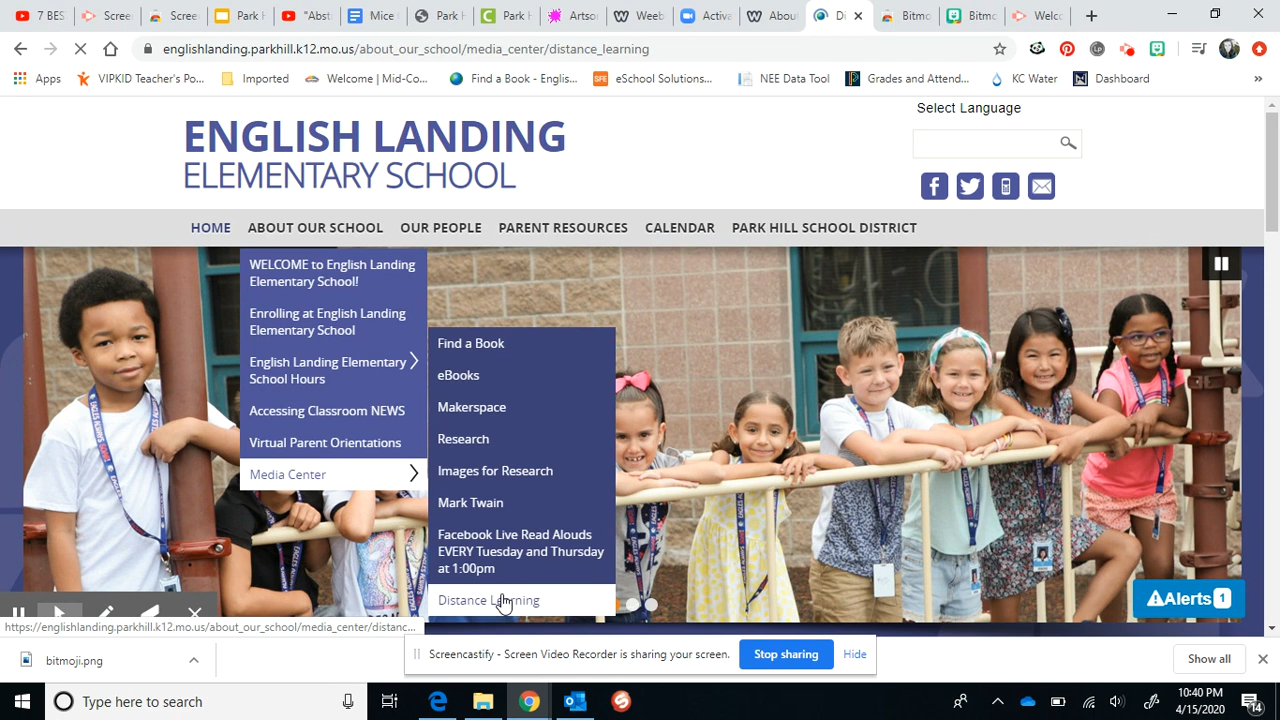 7 BES
Scree
Scree
Park H
"Abst
Mice
Park H
Park H
Artso
Weeb
Activa
Abou
Di
Bitmo
Bitmo
Welco
englishlanding.parkhill.k12.mo.us/about_our_school/media_center/distance_learning
Apps
VIPKID Teacher's Po...
Imported
Welcome | Mid-Co...
Find a Book - Englis...
SFE
eSchool Solutions...
NEE Data Tool
Grades and Attend...
KC Water
Dashboard
Select Language
ENGLISH LANDING
ELEMENTARY SCHOOL
HOME ABOUT OUR SCHOOL OUR PEOPLE PARENT RESOURCES CALENDAR PARK HILL SCHOOL DISTRICT
WELCOME to English Landing
Elementary School!
Enrolling at English Landing
Elementary School
English Landing Elementary
School Hours
Accessing Classroom NEWS
Virtual Parent Orientations
Media Center
Find a Book
eBooks
Makerspace
Research
Images for Research
Mark Twain
Facebook Live Read Alouds
EVERY Tuesday and Thursday
at 1:00pm
Distance Learning
Alerts 1
https://englishlanding.parkhill.k12.mo.us/about_our_school/media_center/distanc...
Screencastify - Screen Video Recorder is sharing your screen.
Stop sharing
Hide
bitmoji.png
Show all
Type here to search
10:40 PM
4/15/2020
14